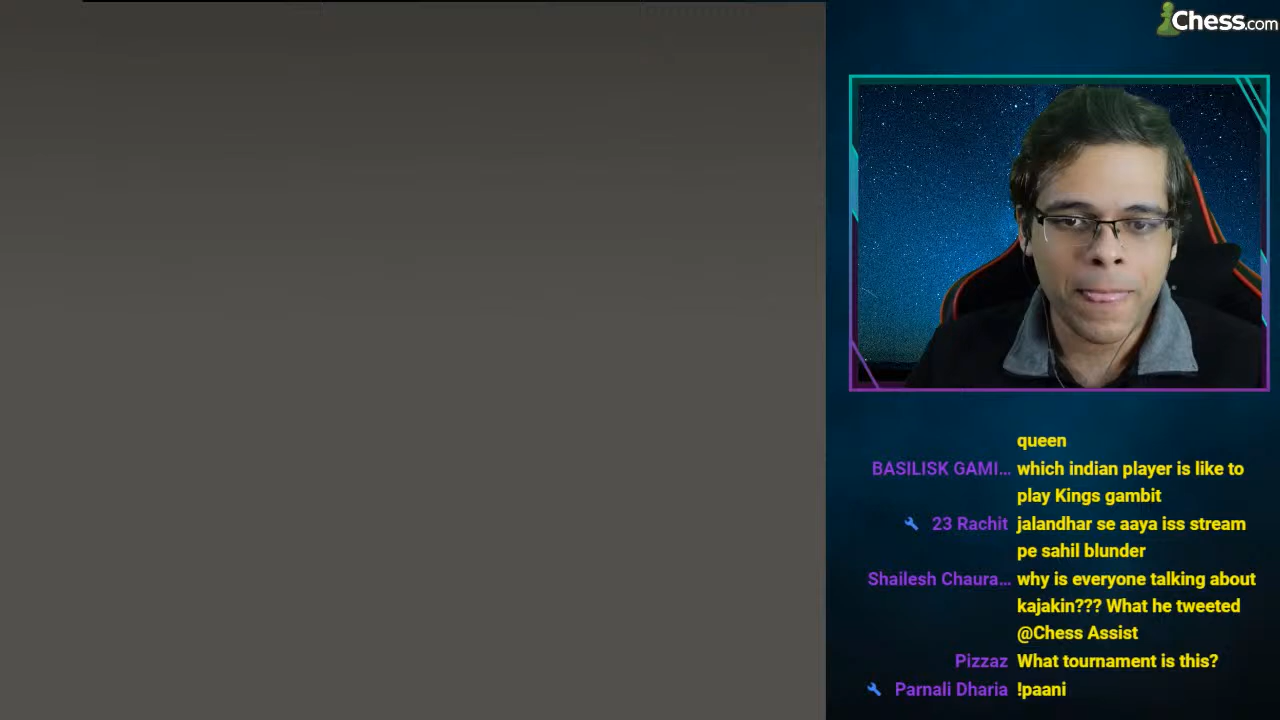 Chess.com
queen
BASILISK GAMI... which indian player is like to
play Kings gambit
23 Rachit jalandhar se aaya iss stream
pe sahil blunder
Shailesh Chaura... why is everyone talking about
kajakin??? What he tweeted
@Chess Assist
Pizzaz What tournament is this?
Parnali Dharia !paani